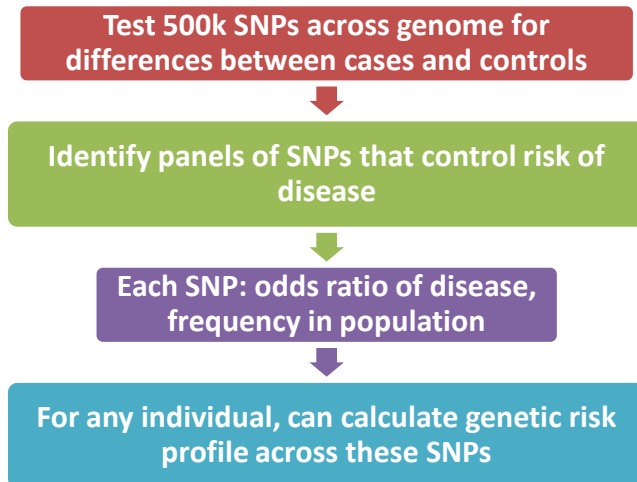 Test 500k SNPs across genome for
differences between cases and controls
Identify panels of SNPs that control risk of
disease
Each SNP: odds ratio of disease,
frequency in population
For any individual, can calculate genetic risk
profile across these SNPs